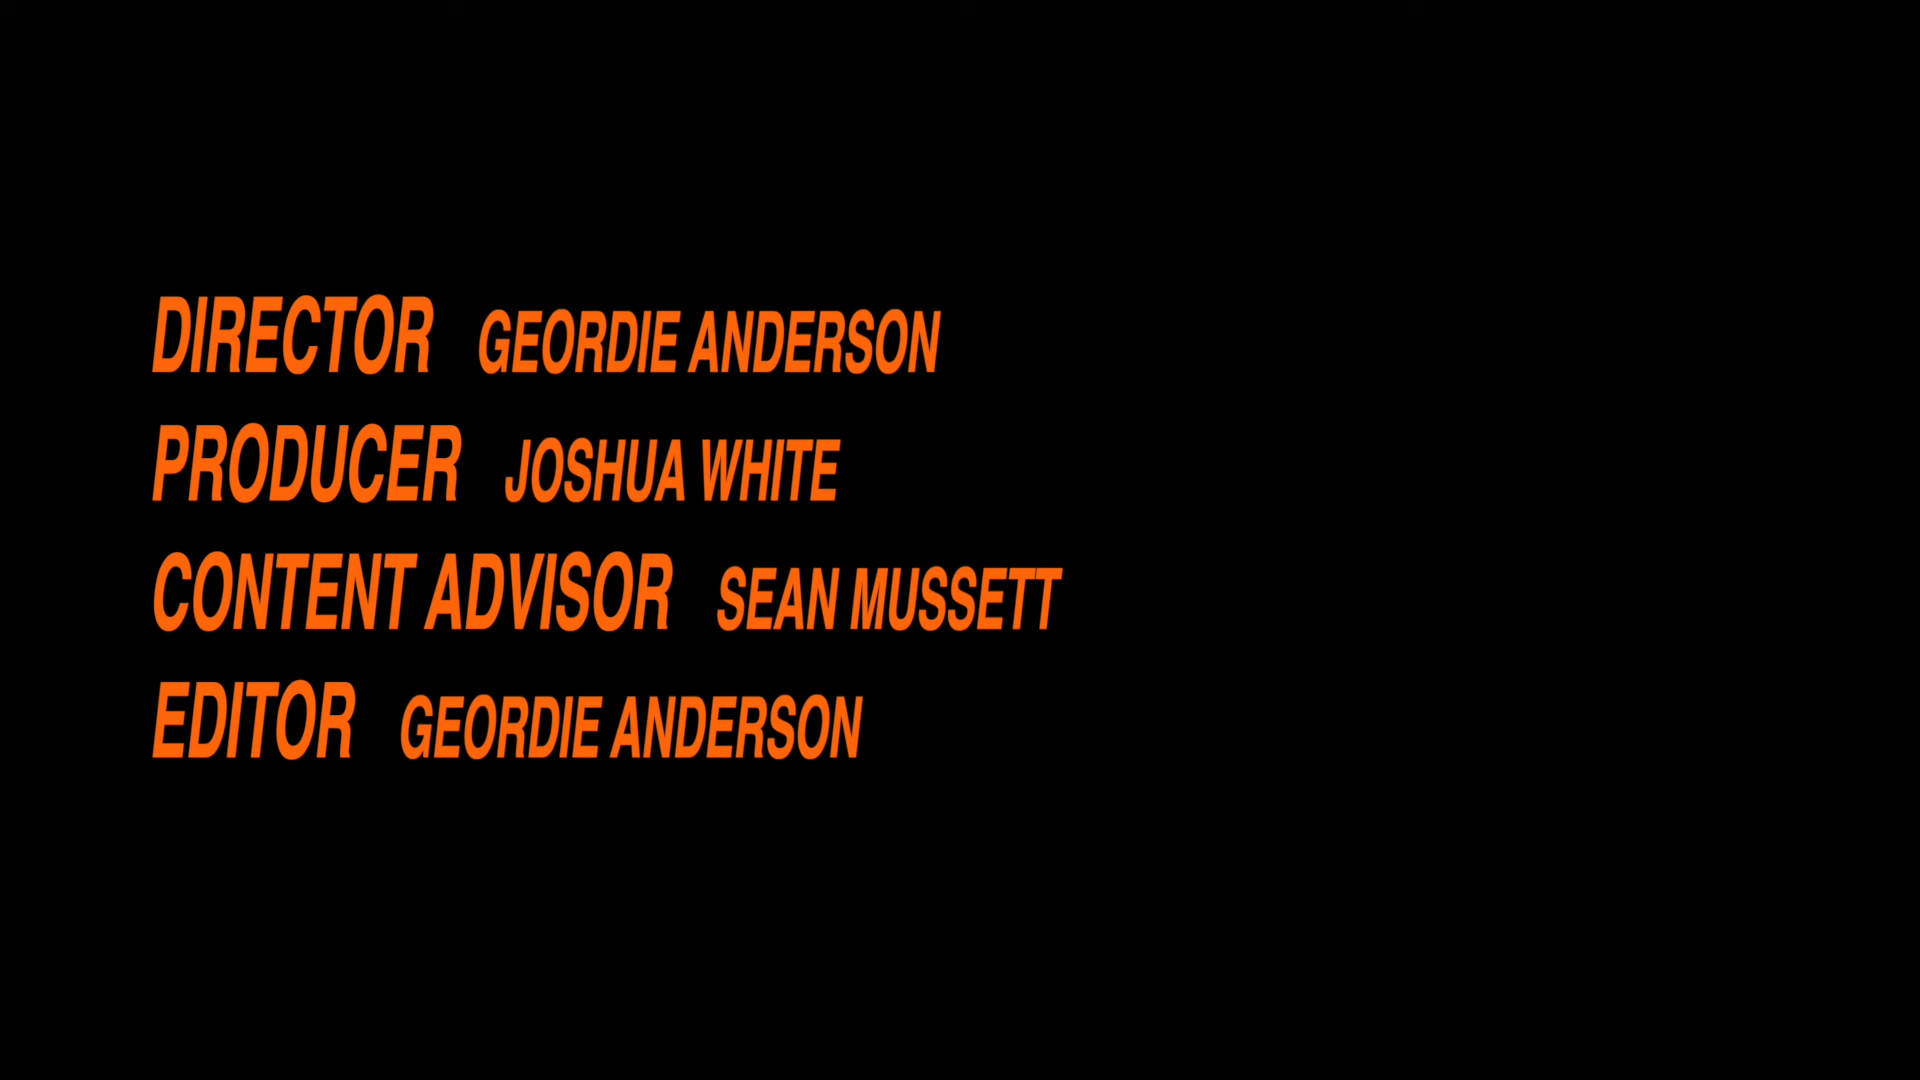 DIRECTOR GEORDIE ANDERSON
PRODUCER JOSHUA WHITE
CONTENT ADVISOR SEAN MUSSETT
EDITOR GEORDIE ANDERSON